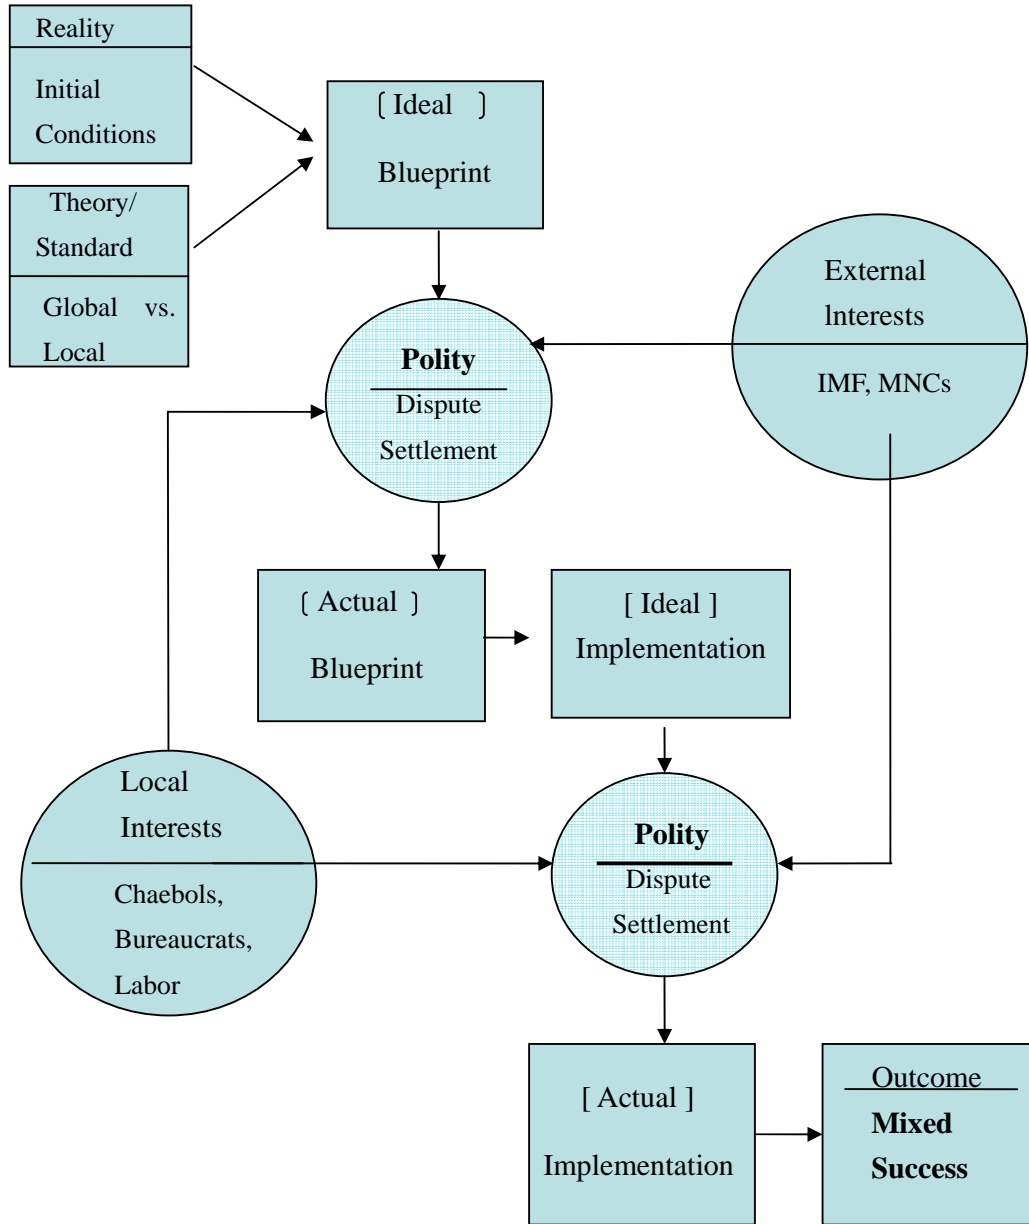 Reality
Initial
Conditions
Theory/
Standard
Global vs.
Local
〔 Ideal 〕
Blueprint
External
Interests
IMF, MNCs
Polity
Dispute
Settlement
〔 Actual 〕
Blueprint
[ Ideal ]
Implementation
Local
Interests
Chaebols,
Bureaucrats,
Labor
Polity
Dispute
Settlement
[ Actual ]
Implementation
Outcome
Mixed
Success